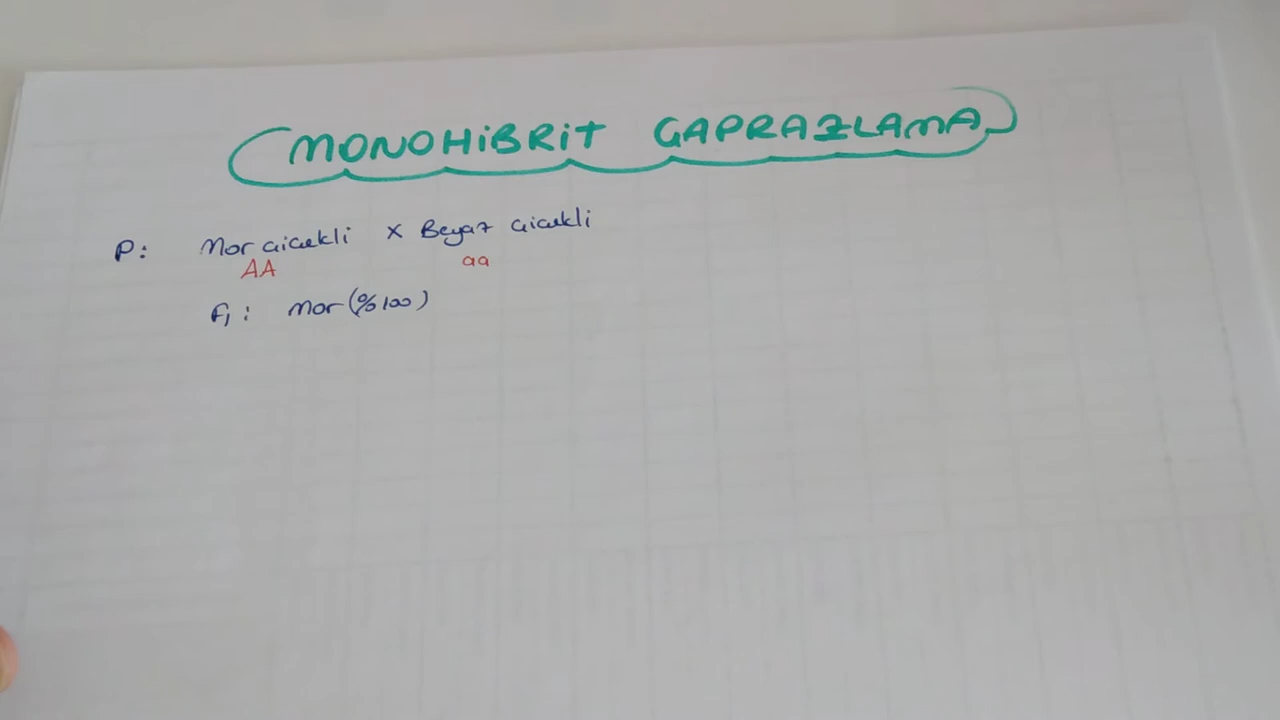 MONOHİBRİT ÇAPRAZLAMA
P: Mor çiçekli x Beyaz çiçekli
AA aa
F₁: Mor (%100)